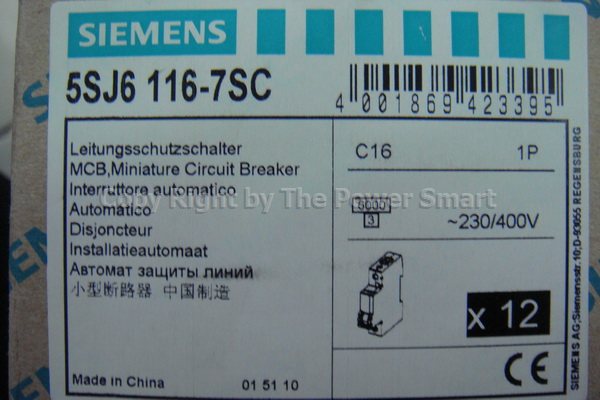 SIEMENS
5SJ6 116-7SC
4 001869 423395
Leitungsschutzschalter
MCB,Miniature Circuit Breaker
Interruttore automatico
Automático
Disjoncteur
Installatieautomaat
Автомат защиты линий
小型断路器 中国制造
C16 1P
6000
3
~230/400V
x 12
CE
Made in China 01 51 10
SIEMENS AG;Siemensstr.10;D-93055 REGENSBURG
Copy Right by The Power Smart